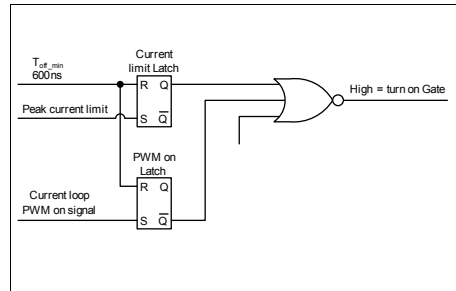 T_off_min
600ns
Current
limit Latch
R Q
Peak current limit
S Q̅
High = turn on Gate
PWM on
Latch
R Q
Current loop
PWM on signal
S Q̅